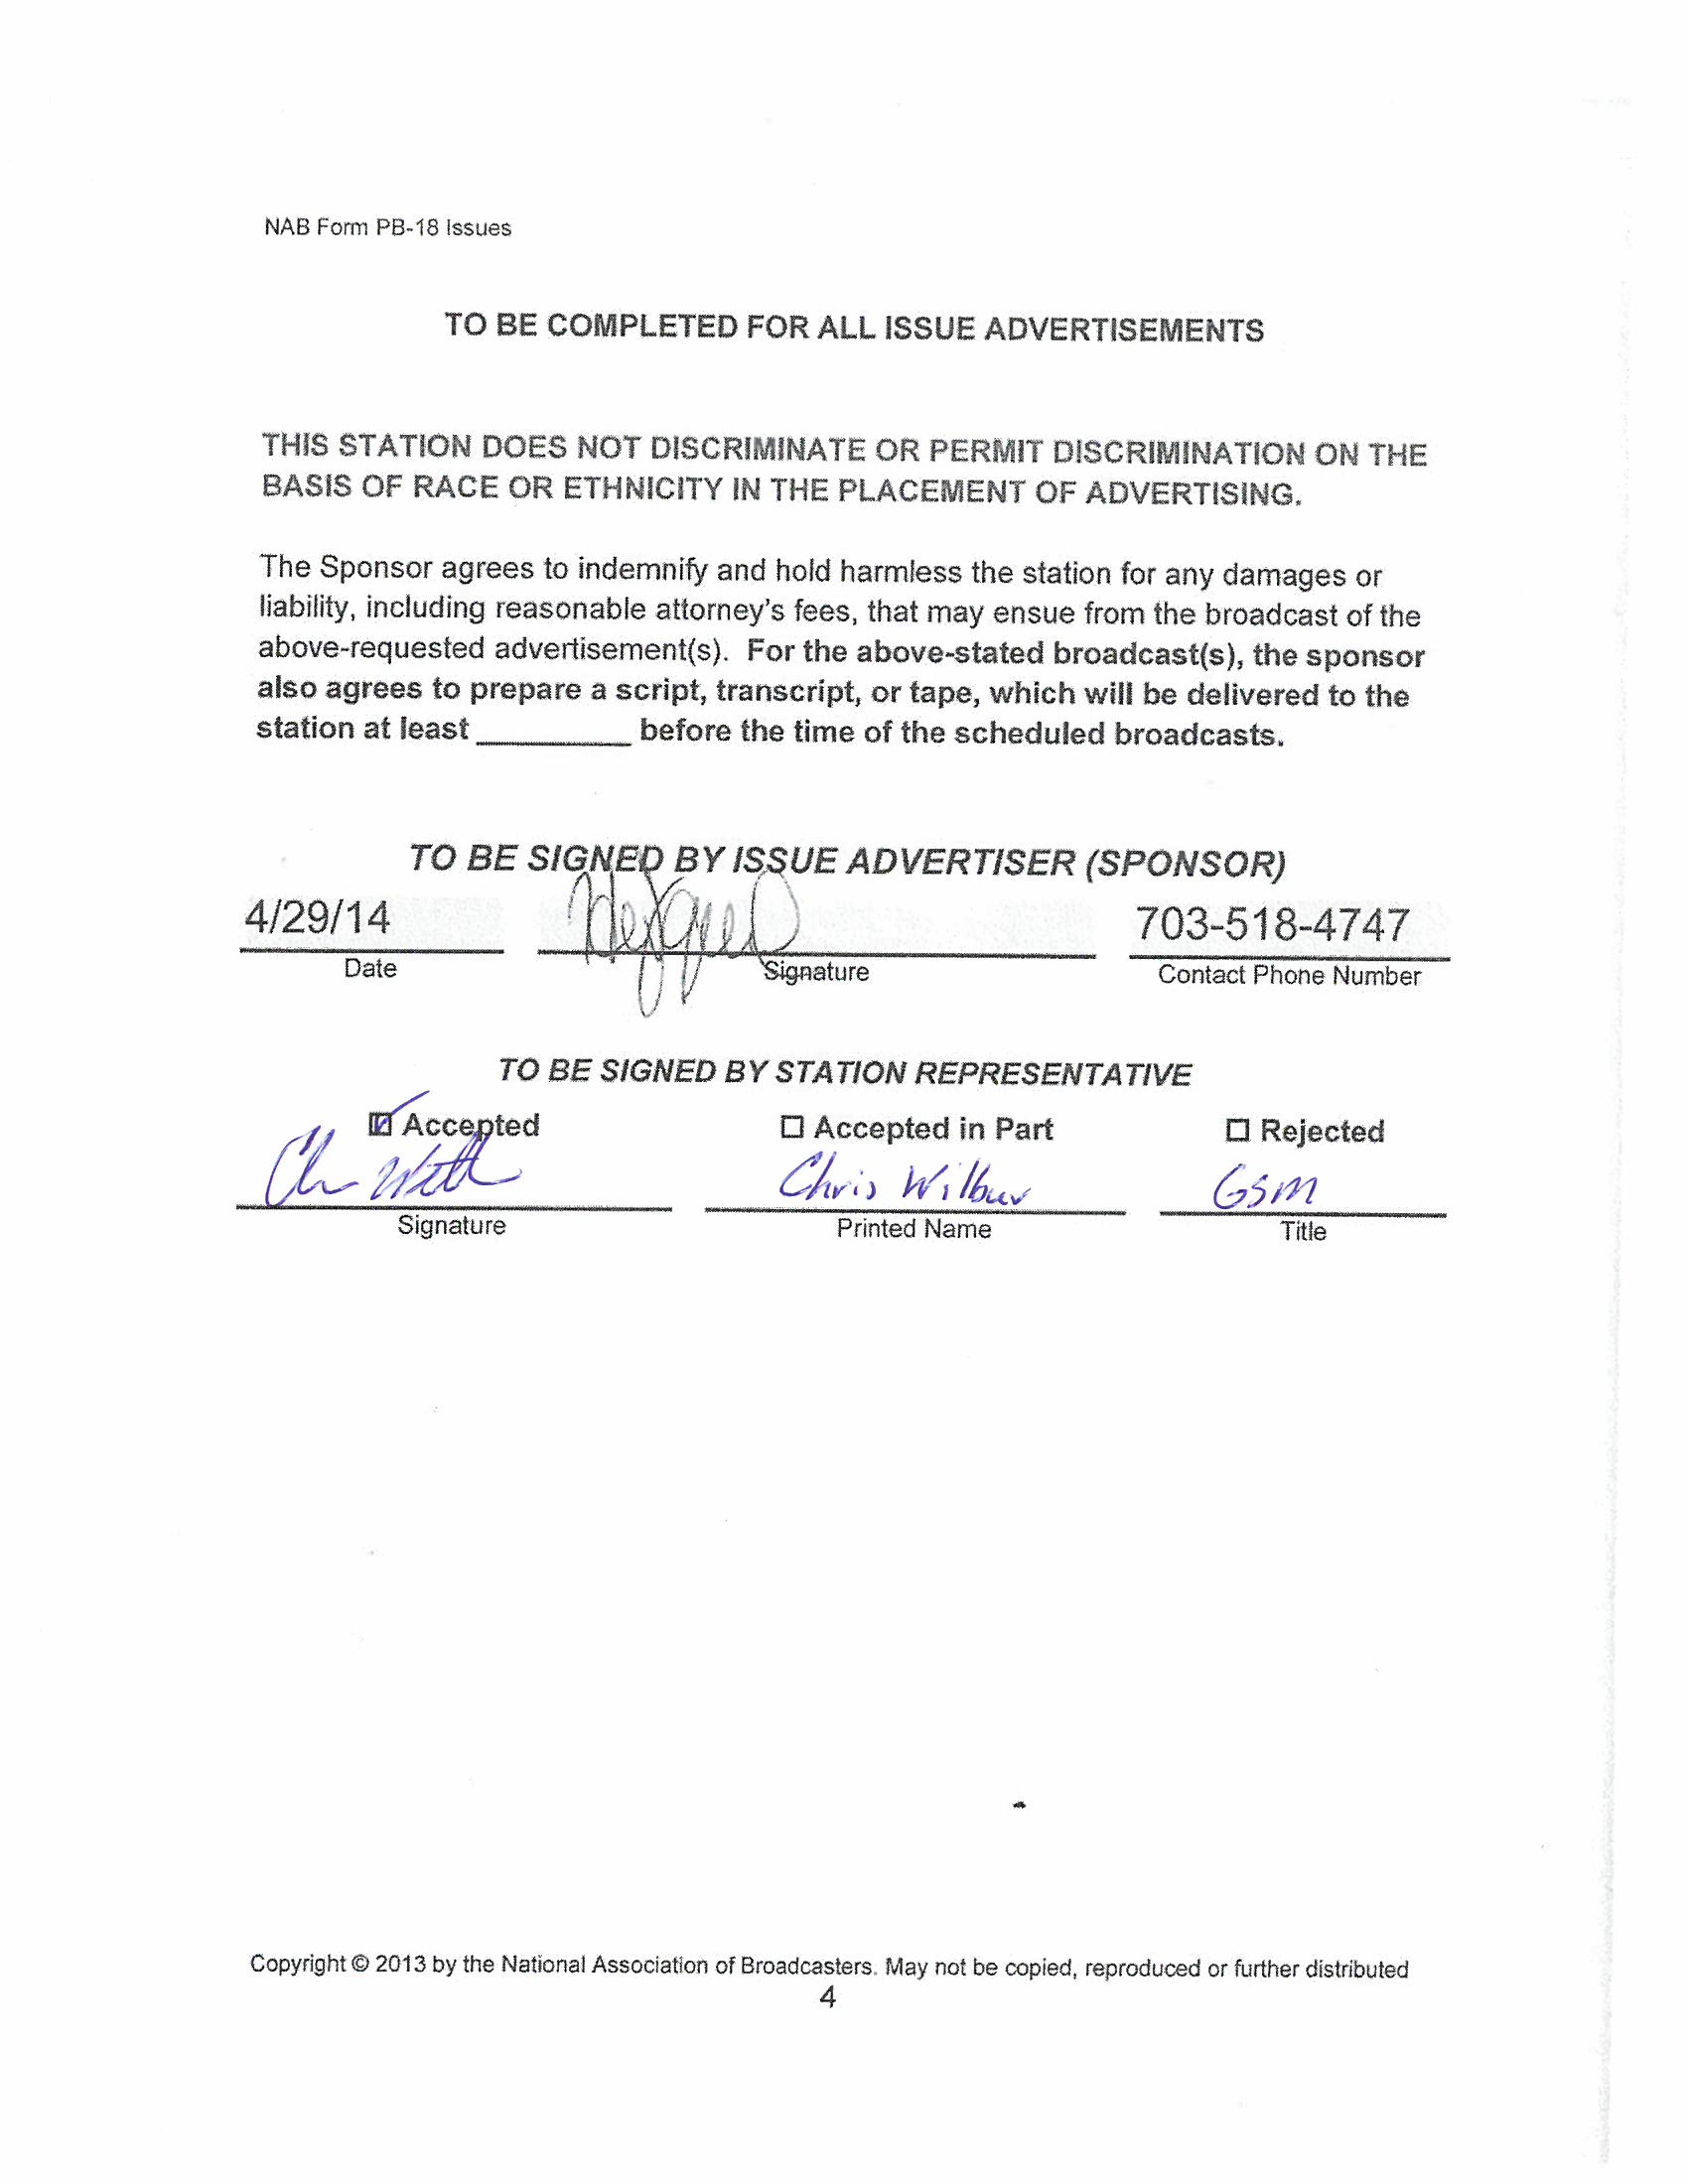 NAB Form PB-18 Issues
TO BE COMPLETED FOR ALL ISSUE ADVERTISEMENTS
THIS STATION DOES NOT DISCRIMINATE OR PERMIT DISCRIMINATION ON THE
BASIS OF RACE OR ETHNICITY IN THE PLACEMENT OF ADVERTISING.
The Sponsor agrees to indemnify and hold harmless the station for any damages or
liability, including reasonable attorney's fees, that may ensue from the broadcast of the
above-requested advertisement(s). For the above-stated broadcast(s), the sponsor
also agrees to prepare a script, transcript, or tape, which will be delivered to the
station at least __________ before the time of the scheduled broadcasts.
TO BE SIGNED BY ISSUE ADVERTISER (SPONSOR)
4/29/14 703-518-4747
Date Signature Contact Phone Number
TO BE SIGNED BY STATION REPRESENTATIVE
☑ Accepted ☐ Accepted in Part ☐ Rejected
Chris Wilbur GSM
Signature Printed Name Title
Copyright © 2013 by the National Association of Broadcasters. May not be copied, reproduced or further distributed
4